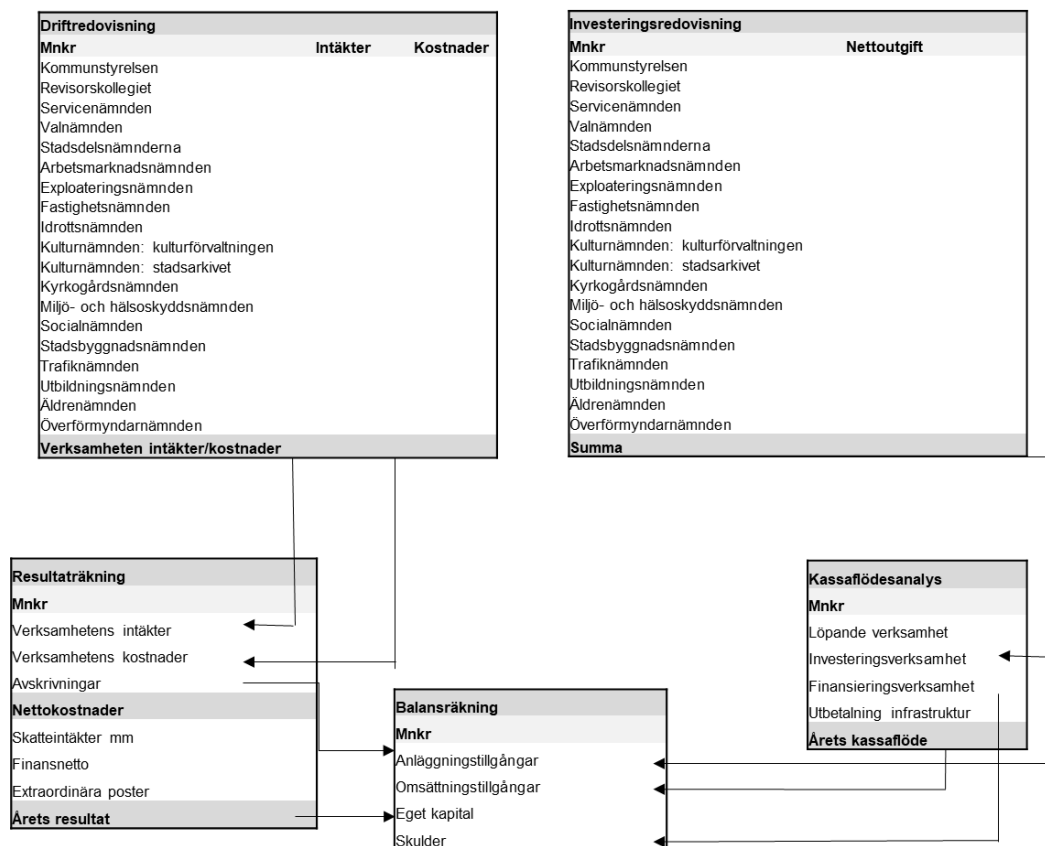 Driftredovisning
Mnkr Intäkter Kostnader
Kommunstyrelsen
Revisorskollegiet
Servicenämnden
Valnämnden
Stadsdelsnämnderna
Arbetsmarknadsnämnden
Exploateringsnämnden
Fastighetsnämnden
Idrottsnämnden
Kulturnämnden: kulturförvaltningen
Kulturnämnden: stadsarkivet
Kyrkogårdsnämnden
Miljö- och hälsoskyddsnämnden
Socialnämnden
Stadsbyggnadsnämnden
Trafiknämnden
Utbildningsnämnden
Äldrenämnden
Överförmyndarnämnden
Verksamheten intäkter/kostnader
Investeringsredovisning
Mnkr Nettoutgift
Kommunstyrelsen
Revisorskollegiet
Servicenämnden
Valnämnden
Stadsdelsnämnderna
Arbetsmarknadsnämnden
Exploateringsnämnden
Fastighetsnämnden
Idrottsnämnden
Kulturnämnden: kulturförvaltningen
Kulturnämnden: stadsarkivet
Kyrkogårdsnämnden
Miljö- och hälsoskyddsnämnden
Socialnämnden
Stadsbyggnadsnämnden
Trafiknämnden
Utbildningsnämnden
Äldrenämnden
Överförmyndarnämnden
Summa
Resultaträkning
Mnkr
Verksamhetens intäkter
Verksamhetens kostnader
Avskrivningar
Nettokostnader
Skatteintäkter mm
Finansnetto
Extraordinära poster
Årets resultat
Balansräkning
Mnkr
Anläggningstillgångar
Omsättningstillgångar
Eget kapital
Skulder
Kassaflödesanalys
Mnkr
Löpande verksamhet
Investeringsverksamhet
Finansieringsverksamhet
Utbetalning infrastruktur
Årets kassaflöde